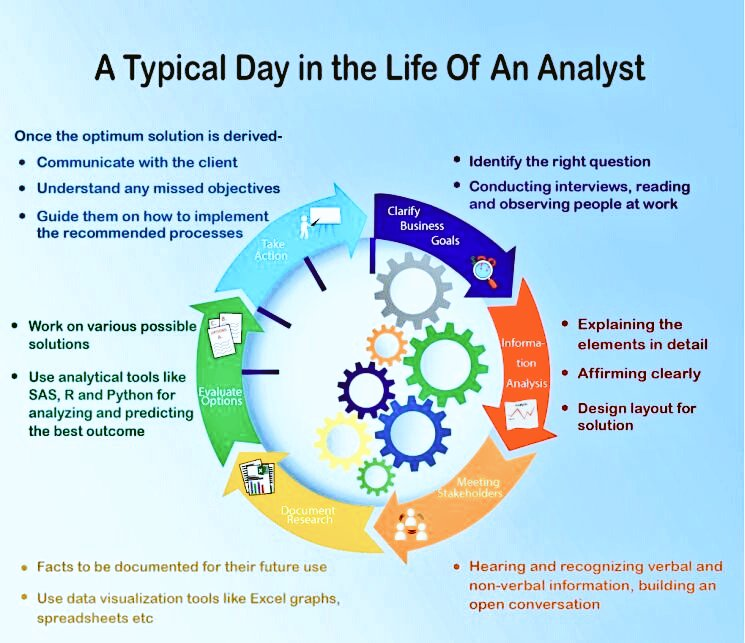 A Typical Day in the Life Of An Analyst
Once the optimum solution is derived-
• Communicate with the client
• Understand any missed objectives
• Guide them on how to implement
the recommended processes
• Identify the right question
• Conducting interviews, reading
and observing people at work
Clarify
Business
Goals
Take
Action
• Work on various possible
solutions
• Use analytical tools like
SAS, R and Python for
analyzing and predicting
the best outcome
Evaluate
Options
Informa-
tion
Analysis
• Explaining the
elements in detail
• Affirming clearly
• Design layout for
solution
Meeting
Stakeholders
Document
Research
• Facts to be documented for their future use
• Use data visualization tools like Excel graphs,
spreadsheets etc
• Hearing and recognizing verbal and
non-verbal information, building an
open conversation